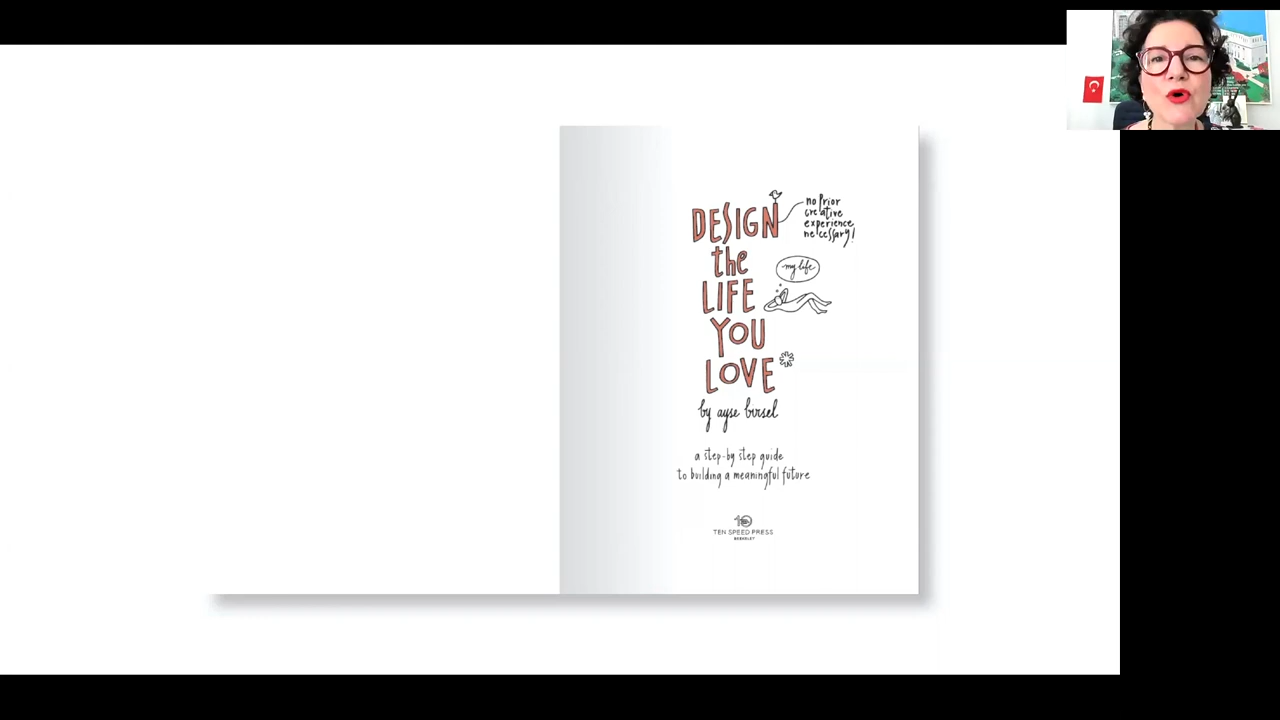 DESIGN
no prior
creative
experience
necessary!
the
my life
LIFE
YOU
LOVE*
by ayse birsel
a step-by step guide
to building a meaningful future
TEN SPEED PRESS
BERKELEY